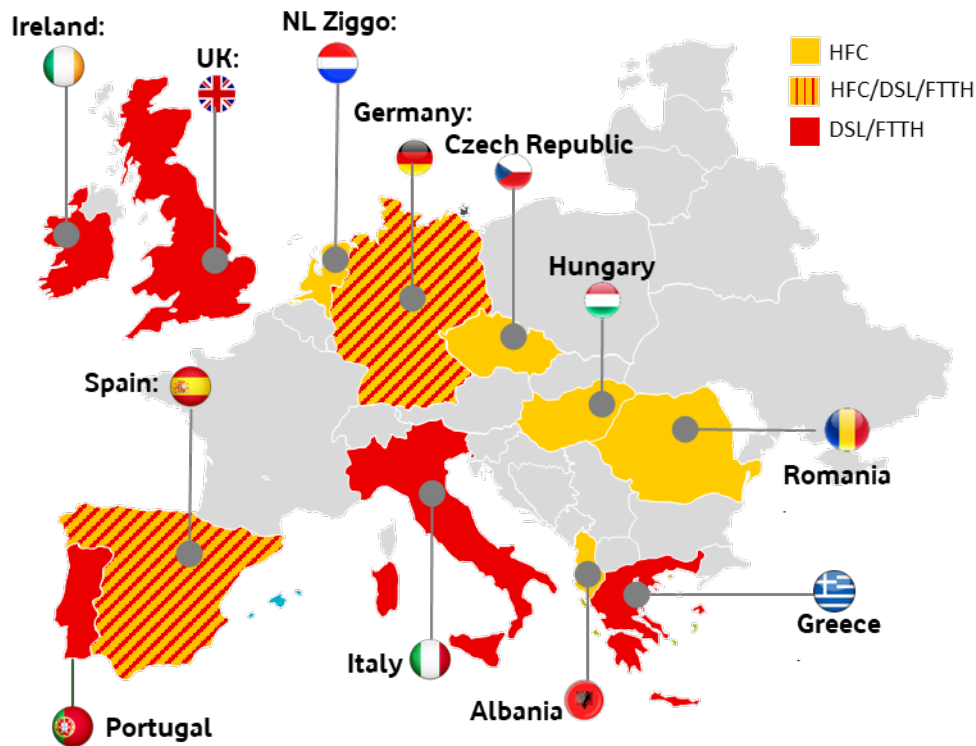 Ireland:
NL Ziggo:
UK:
HFC
Germany:
HFC/DSL/FTTH
Czech Republic
DSL/FTTH
Hungary
Spain:
Romania
Greece
Italy
Albania
Portugal